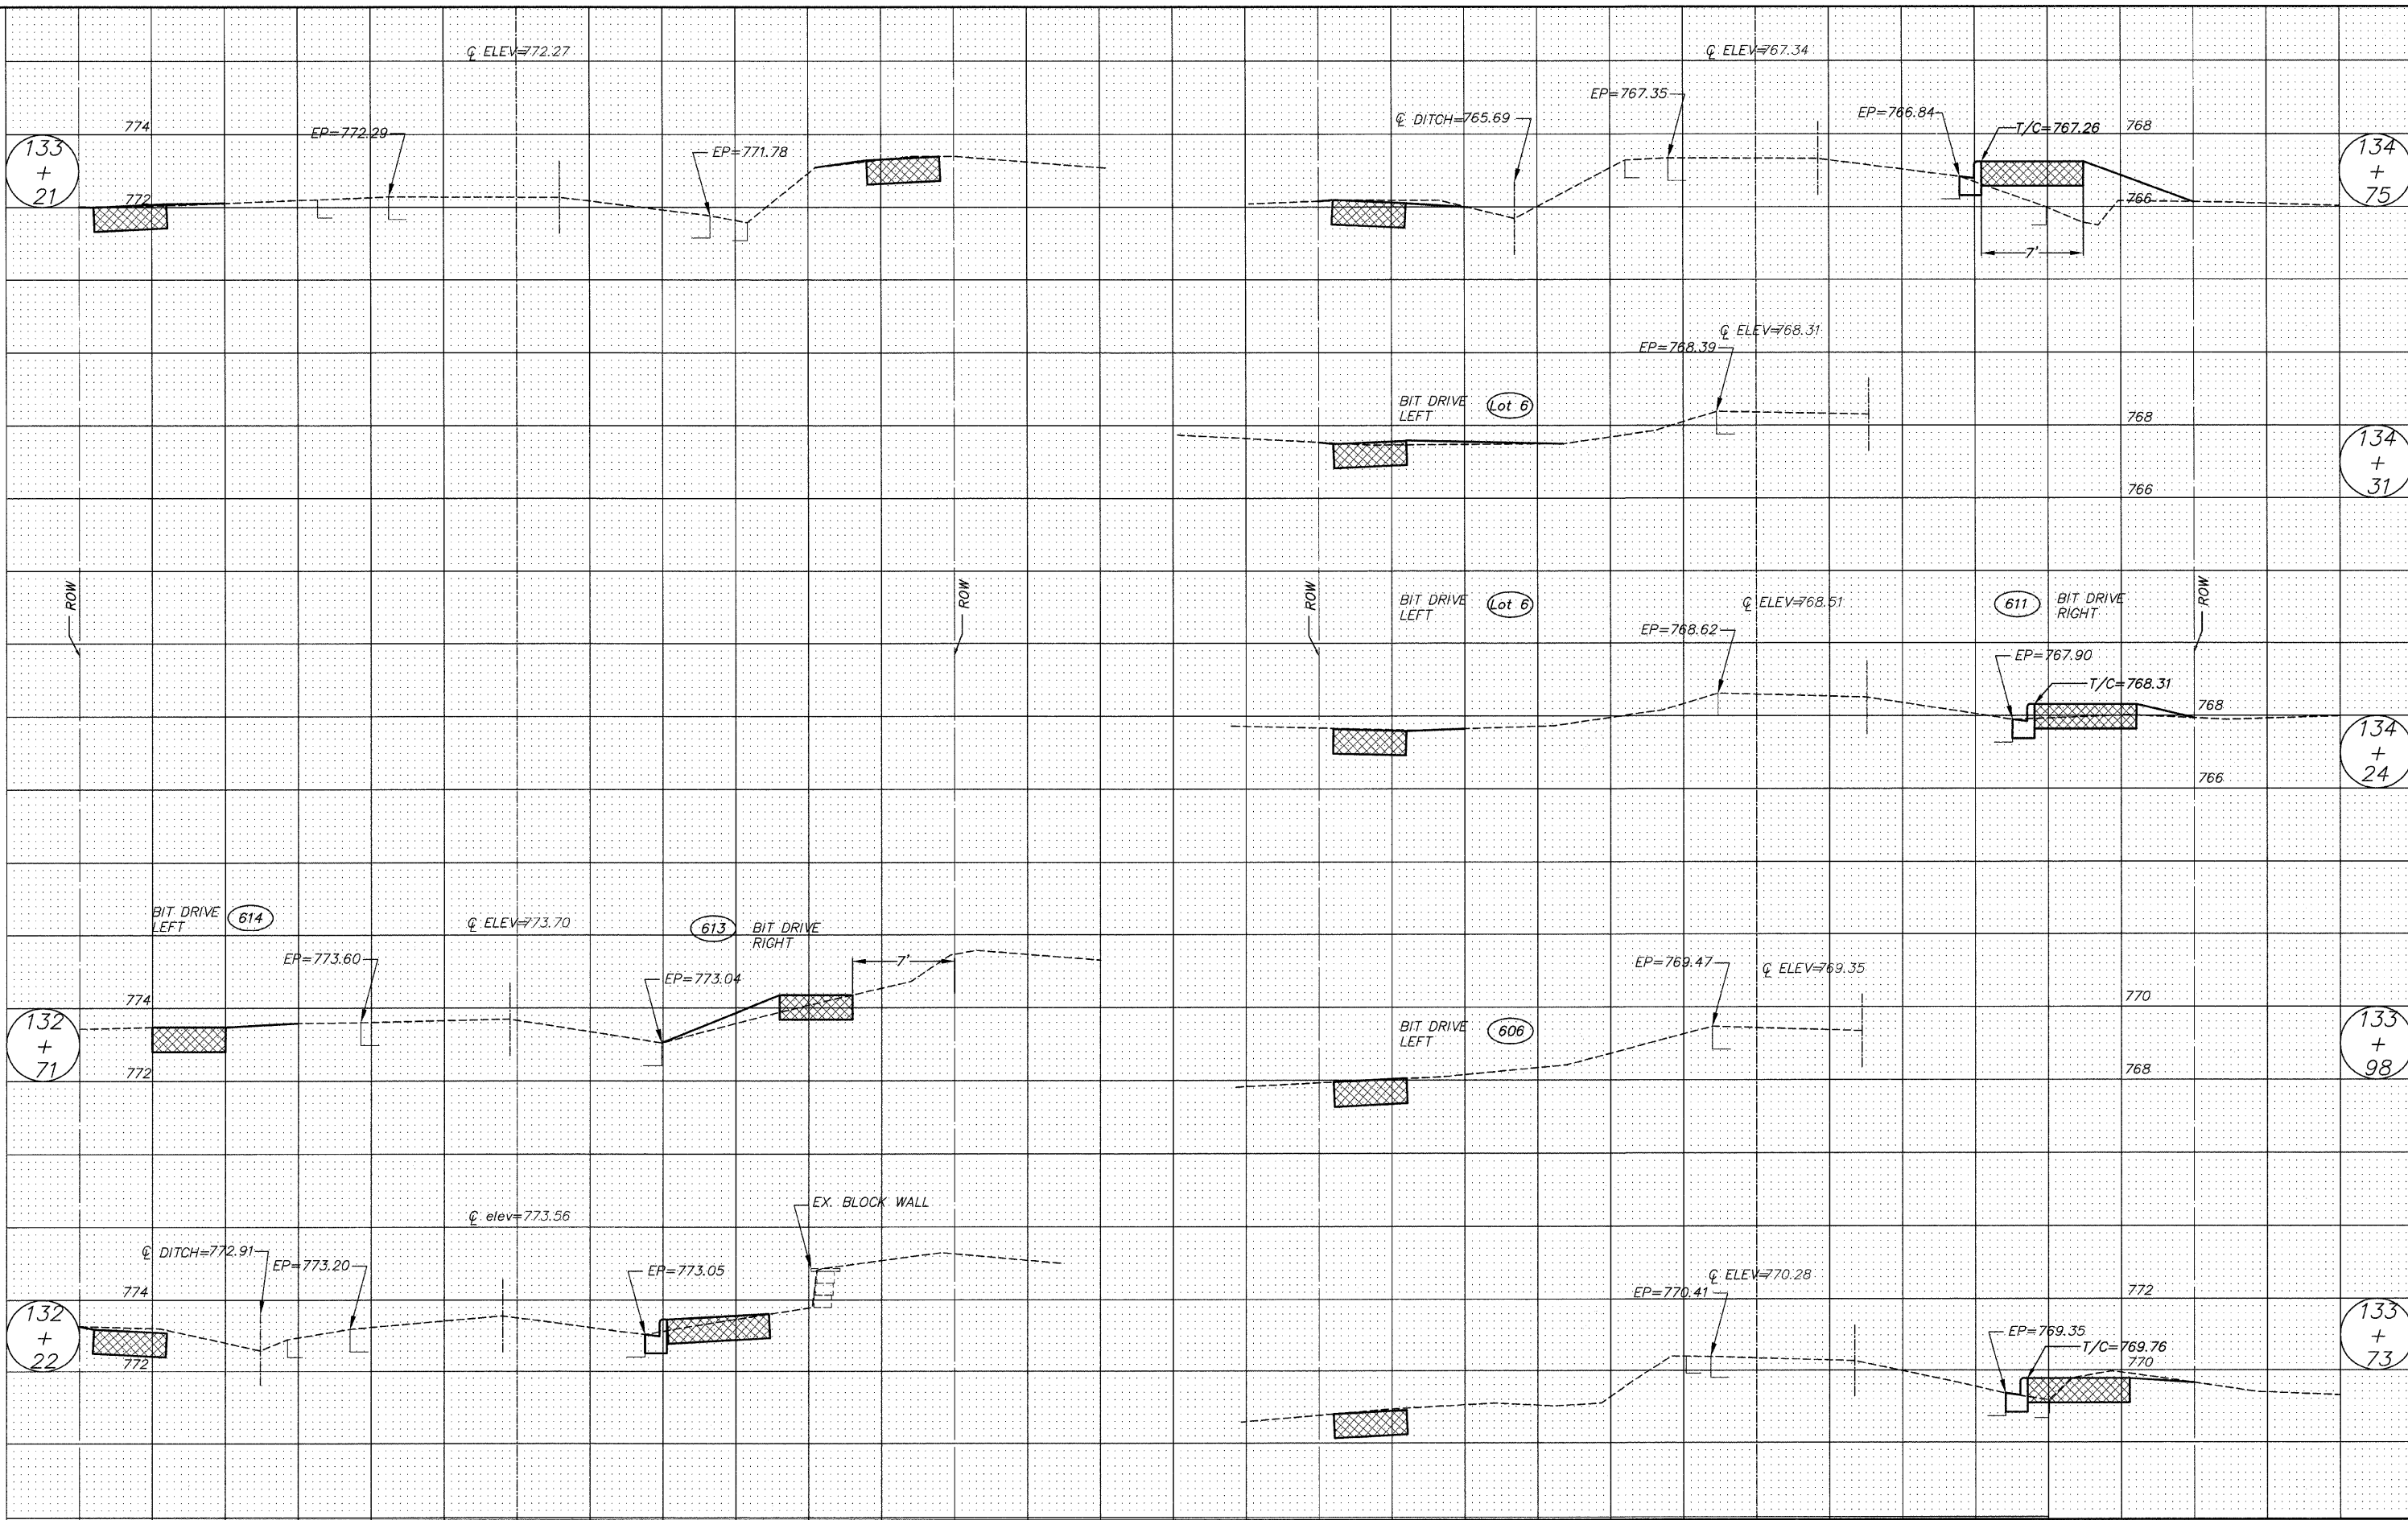 ℄ ELEV=772.27
774
EP=772.29
EP=771.78
133
+
21
772
℄ ELEV=767.34
EP=767.35
℄ DITCH=765.69
EP=766.84
T/C=767.26
768
134
+
75
766
7'
℄ ELEV=768.31
EP=768.39
BIT DRIVE
LEFT
Lot 6
768
134
+
31
766
ROW
ROW
ROW
BIT DRIVE
LEFT
Lot 6
℄ ELEV=768.51
EP=768.62
611
BIT DRIVE
RIGHT
ROW
EP=767.90
T/C=768.31
768
134
+
24
766
BIT DRIVE
LEFT
614
℄ ELEV=773.70
613
BIT DRIVE
RIGHT
EP=773.60
EP=773.04
7'
774
132
+
71
772
EP=769.47
℄ ELEV=769.35
770
BIT DRIVE
LEFT
606
133
+
98
768
℄ elev=773.56
EX. BLOCK WALL
℄ DITCH=772.91
EP=773.20
EP=773.05
774
132
+
22
772
℄ ELEV=770.28
EP=770.41
772
EP=769.35
T/C=769.76
770
133
+
73